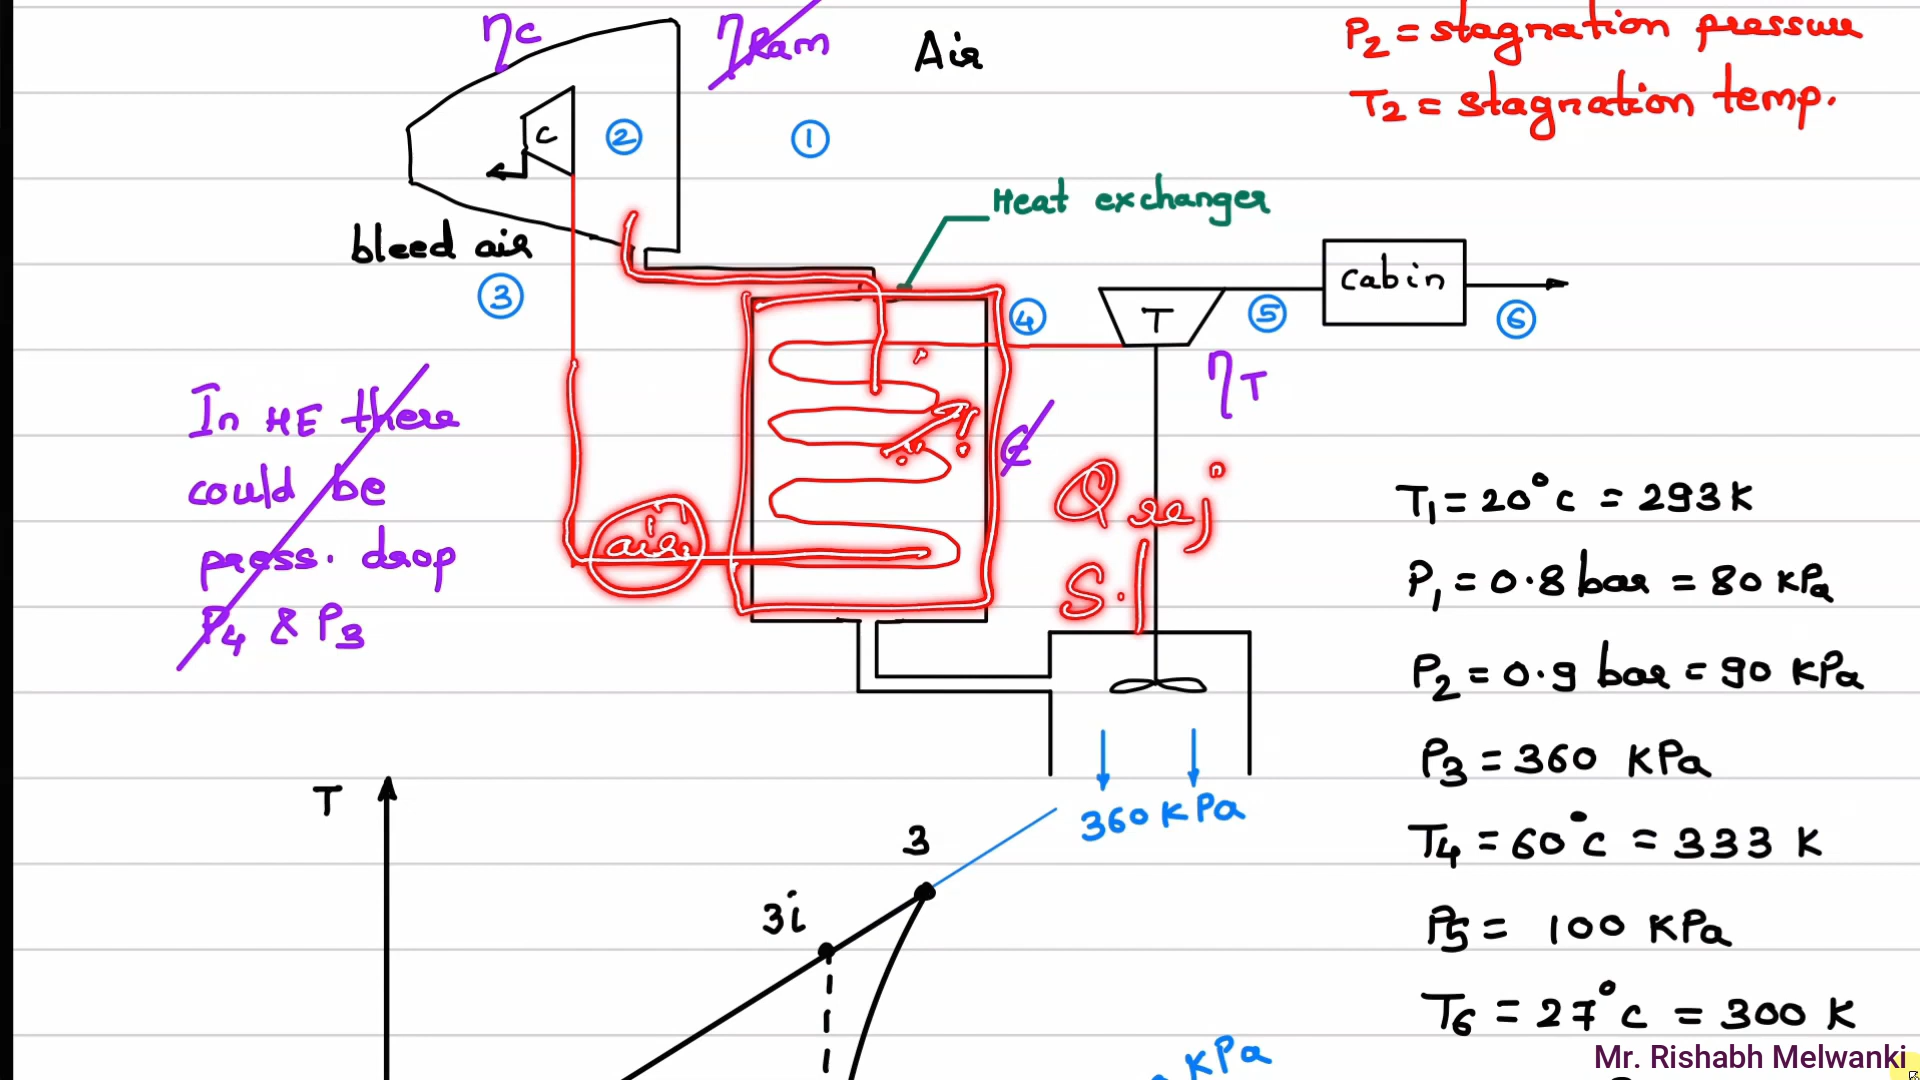 ηc
ηRam
Air
P2 = stagnation pressure
T2 = stagnation temp.
C
②
①
Heat exchanger
bleed air
③
④
T
⑤
cabin
⑥
ηT
In HE there
could be
press. drop
P4 & P3
air
Q rej
S.
T1 = 20°c = 293 K
P1 = 0.8 bar = 80 KPa
P2 = 0.9 bar = 90 KPa
P3 = 360 KPa
T4 = 60°c = 333 K
P5 = 100 KPa
T6 = 27°c = 300 K
360 KPa
T
3
3i
KPa
Mr. Rishabh Melwanki